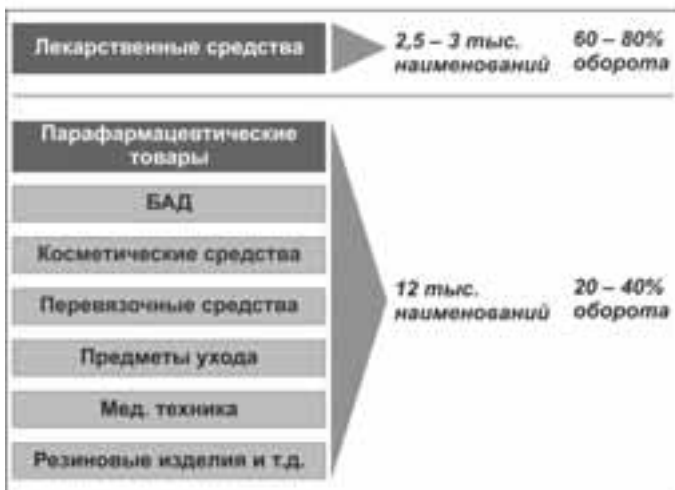 Лекарственные средства
2,5 – 3 тыс. наименований
60 – 80% оборота
Парафармацевтические
товары
БАД
Косметические средства
Перевязочные средства
Предметы ухода
Мед. техника
Резиновые изделия и т.д.
12 тыс.
наименований
20 – 40%
оборота